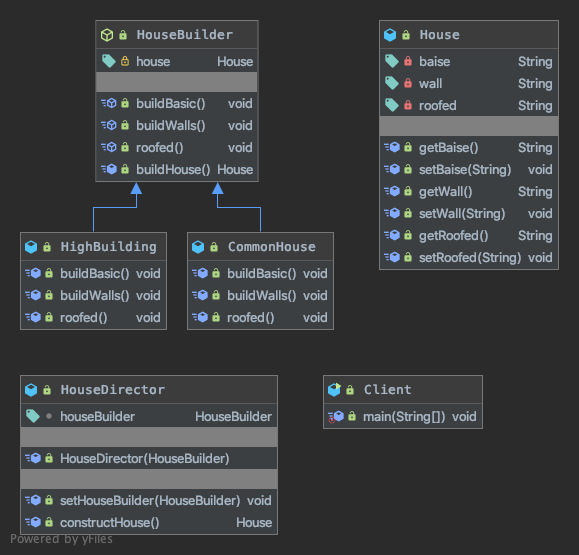 HouseBuilder
house House
buildBasic() void
buildWalls() void
roofed() void
buildHouse() House
House
baise String
wall String
roofed String
getBaise() String
setBaise(String) void
getWall() String
setWall(String) void
getRoofed() String
setRoofed(String) void
HighBuilding
buildBasic() void
buildWalls() void
roofed() void
CommonHouse
buildBasic() void
buildWalls() void
roofed() void
HouseDirector
houseBuilder HouseBuilder
HouseDirector(HouseBuilder)
setHouseBuilder(HouseBuilder) void
constructHouse() House
Client
main(String[]) void
Powered by yFiles